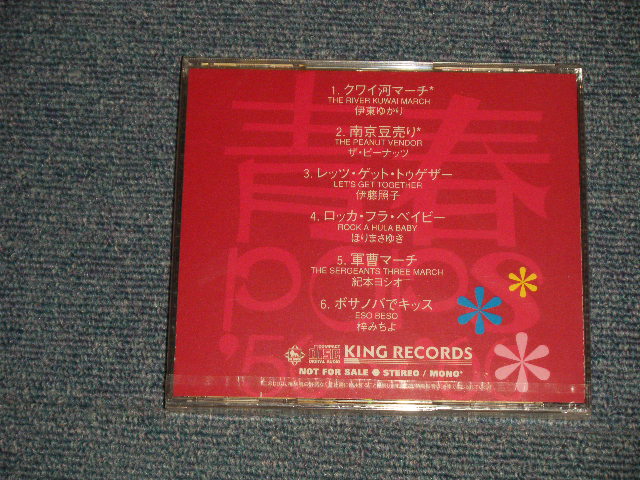 青春
pops
1. クワイ河マーチ*
THE RIVER KUWAI MARCH
伊東ゆかり
2. 南京豆売り*
THE PEANUT VENDOR
ザ・ピーナッツ
3. レッツ・ゲット・トゥゲザー
LET'S GET TOGETHER
伊藤照子
4. ロッカ・フラ・ベイビー
ROCK A HULA BABY
ほりまさゆき
5. 軍曹マーチ
THE SERGEANTS THREE MARCH
紀本ヨシオ
6. ボサノバでキッス
ESO BESO
梓みちよ
COMPACT disc DIGITAL AUDIO
KING RECORDS
NOT FOR SALE ● STEREO / MONO*